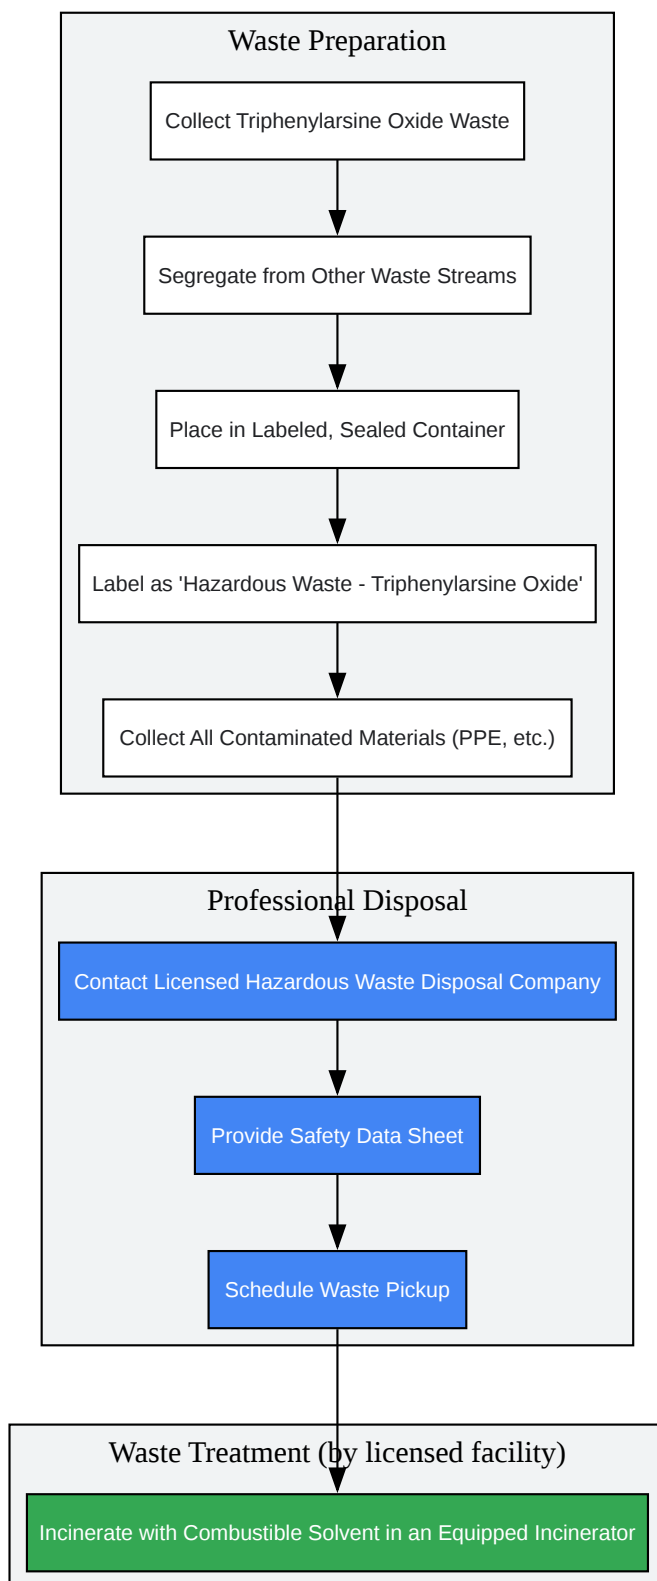 Waste Preparation
Collect Triphenylarsine Oxide Waste
Segregate from Other Waste Streams
Place in Labeled, Sealed Container
Label as 'Hazardous Waste - Triphenylarsine Oxide'
Collect All Contaminated Materials (PPE, etc.)
Professional Disposal
Contact Licensed Hazardous Waste Disposal Company
Provide Safety Data Sheet
Schedule Waste Pickup
Waste Treatment (by licensed facility)
Incinerate with Combustible Solvent in an Equipped Incinerator